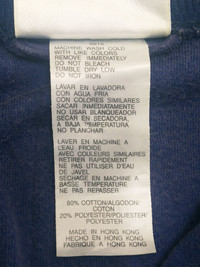 MACHINE WASH COLD
WITH LIKE COLORS
REMOVE IMMEDIATELY
DO NOT BLEACH
TUMBLE DRY LOW
DO NOT IRON
LAVAR EN LAVADORA
CON AGUA FRIA
CON COLORES SIMILARES
SACAR INMEDIATAMENTE
NO USAR BLANQUEADOR
SECAR EN SECADORA,
A BAJA TEMPERATURA
NO PLANCHAR
LAVER EN MACHINE A
L'EAU FROIDE
AVEC COULEURS SIMILAIRES
RETIRER RAPIDEMENT
NE PAS UTILISER D'EAU
DE JAVEL
SECHAGE EN MACHINE A
BASSE TEMPERATURE
NE PAS REPASSER
80% COTTON/ALGODON/
COTON
20% POLYESTER/POLIESTER/
POLYESTER
MADE IN HONG KONG
HECHO EN HONG KONG
FABRIQUE A HONG KONG